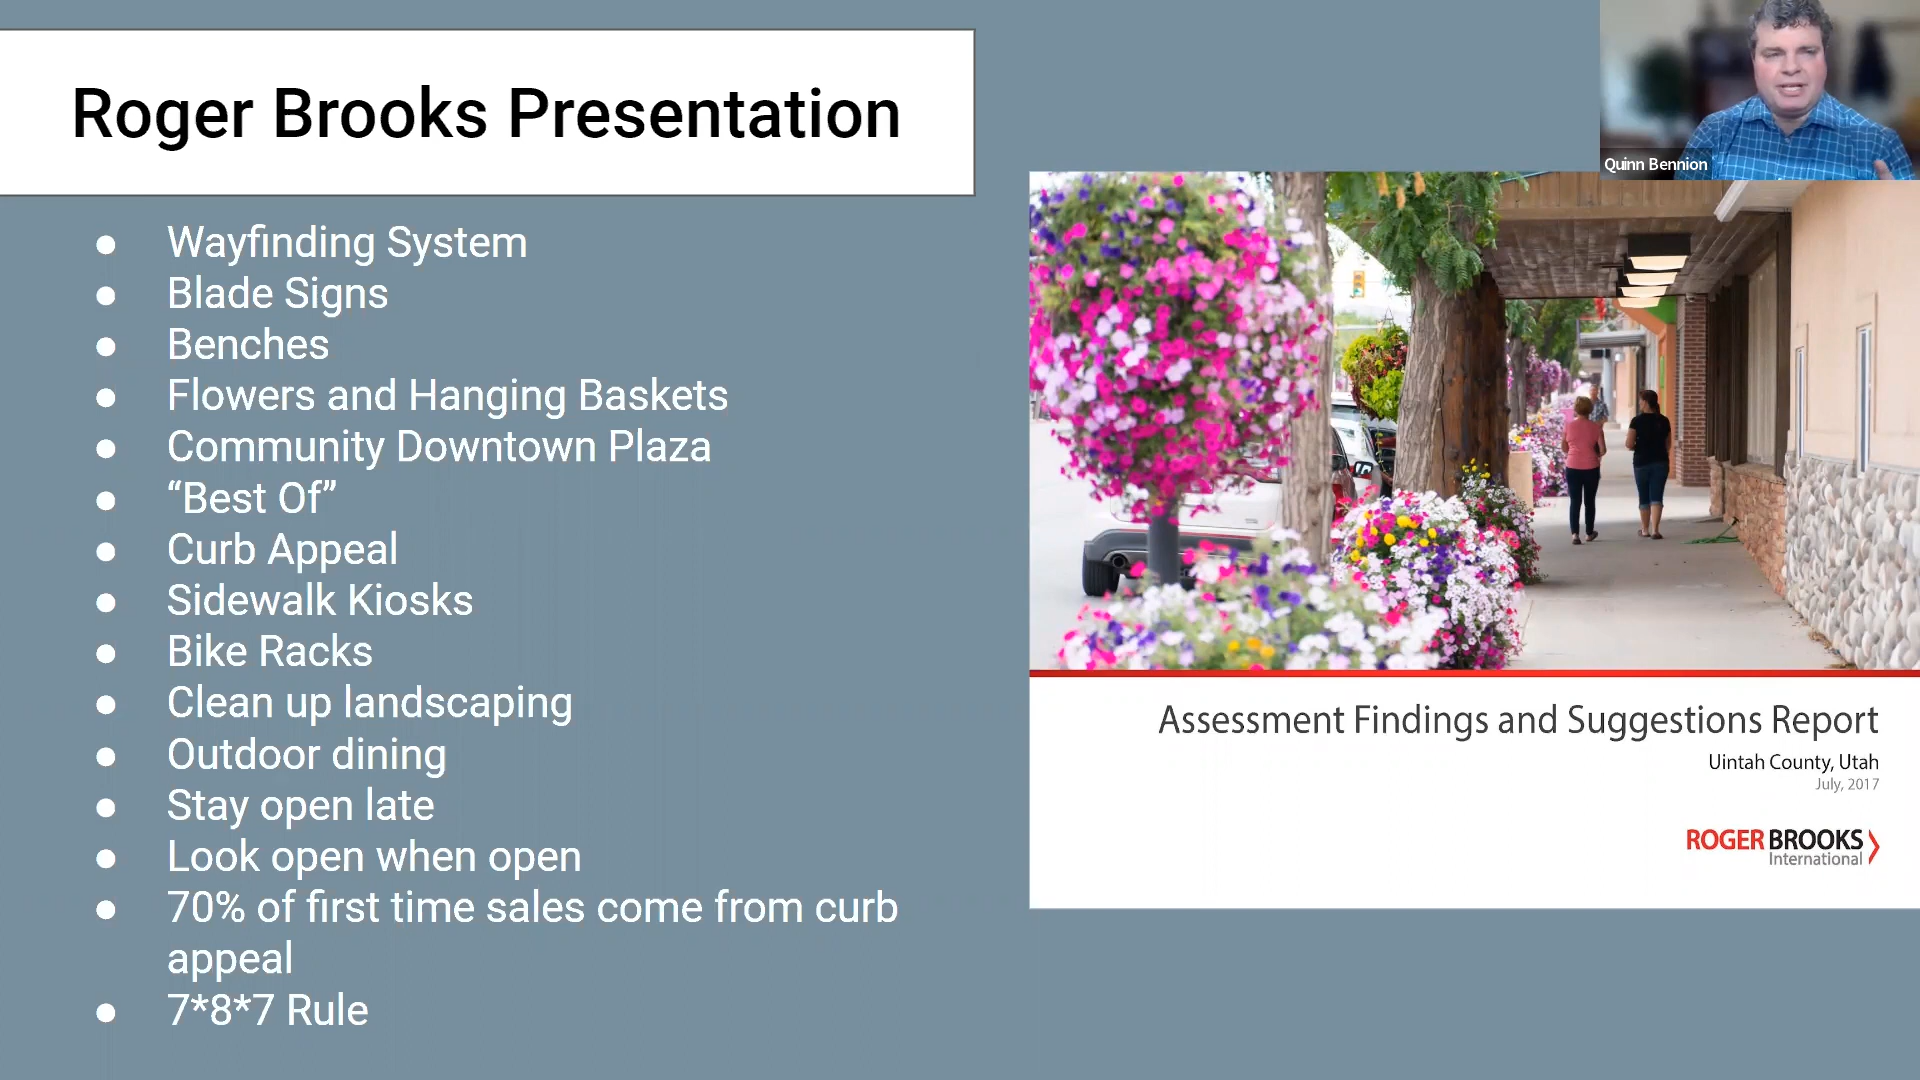 Roger Brooks Presentation
Quinn Bennion
● Wayfinding System
● Blade Signs
● Benches
● Flowers and Hanging Baskets
● Community Downtown Plaza
● “Best Of”
● Curb Appeal
● Sidewalk Kiosks
● Bike Racks
● Clean up landscaping
● Outdoor dining
● Stay open late
● Look open when open
● 70% of first time sales come from curb
appeal
● 7*8*7 Rule
Assessment Findings and Suggestions Report
Uintah County, Utah
July, 2017
ROGER BROOKS
International